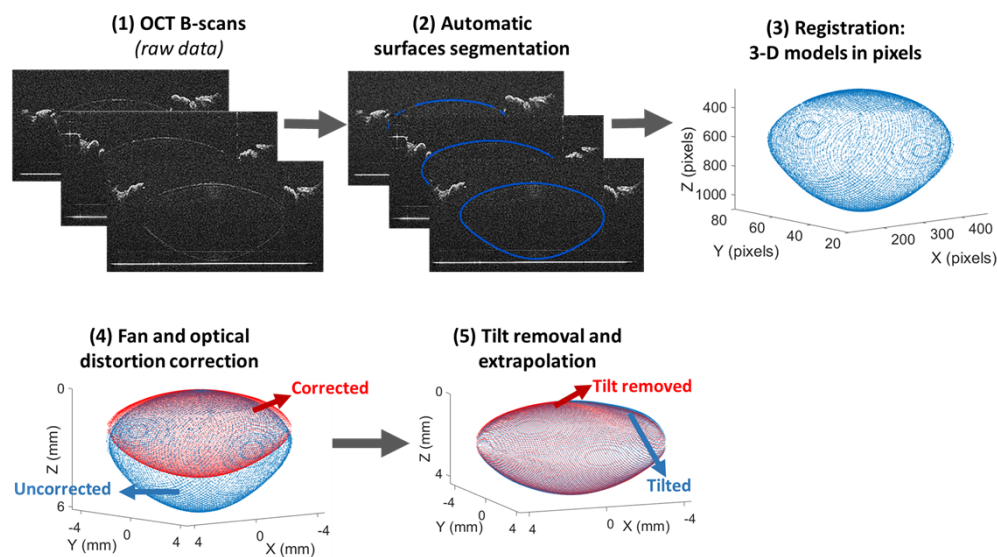 (1) OCT B-scans
(raw data)
(2) Automatic
surfaces segmentation
(3) Registration:
3-D models in pixels
400
600
800
1000
Z (pixels)
80
60
40
20
Y (pixels)
200
300
400
X (pixels)
(4) Fan and optical
distortion correction
Corrected
Uncorrected
0
6
Z (mm)
-4
0
4
Y (mm)
4
0
-4
X (mm)
(5) Tilt removal and
extrapolation
Tilt removed
Tilted
0
4
Z (mm)
-4
0
4
Y (mm)
4
0
-4
X (mm)